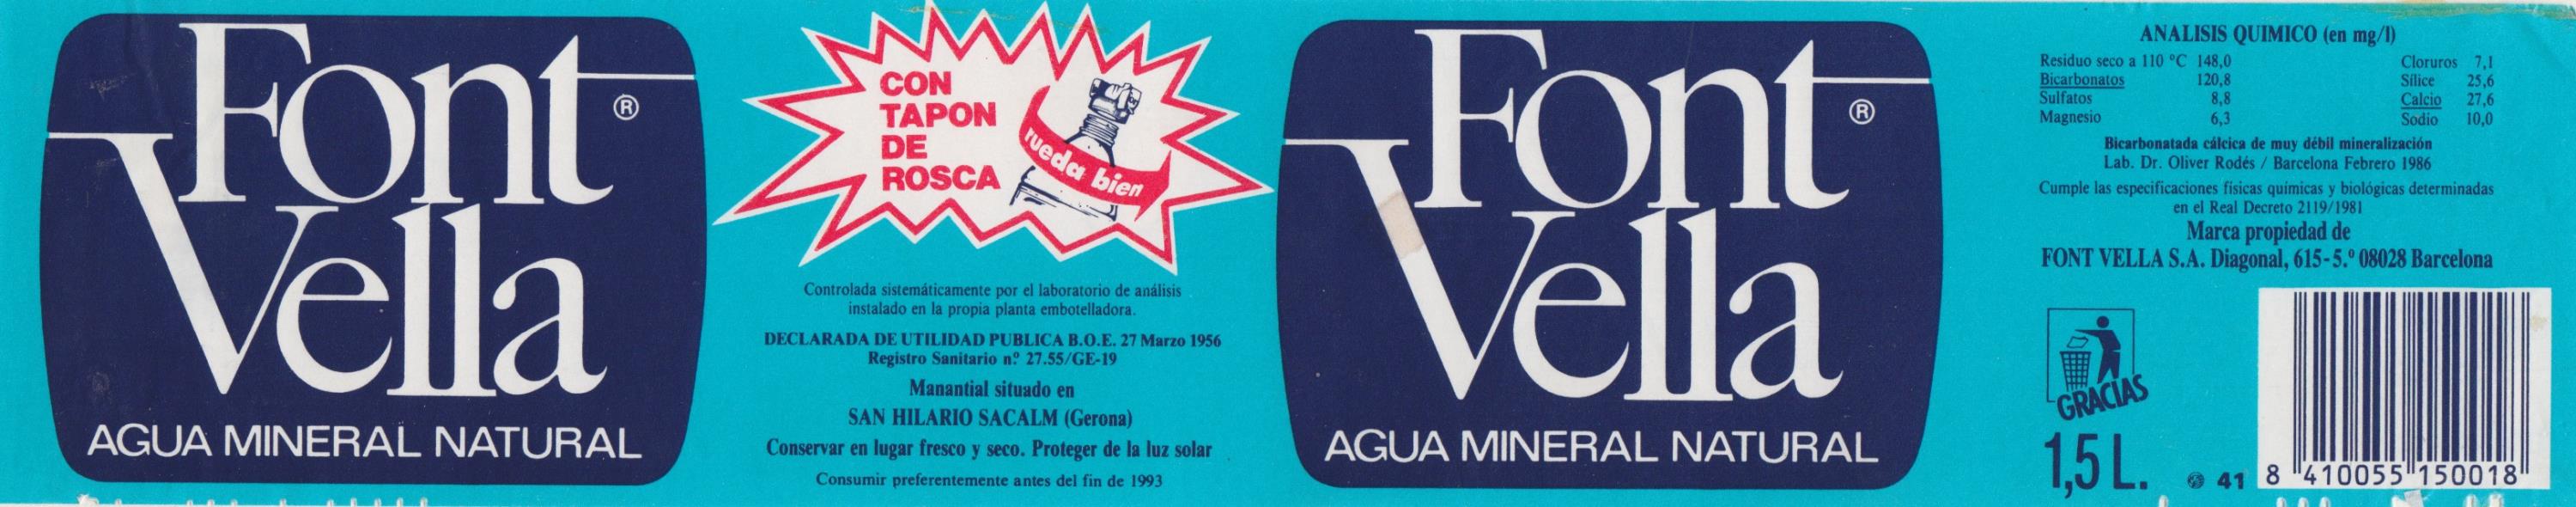 Font
Vella
®
AGUA MINERAL NATURAL
CON
TAPON
DE
ROSCA
rueda bien
Controlada sistemáticamente por el laboratorio de análisis
instalado en la propia planta embotelladora.
DECLARADA DE UTILIDAD PUBLICA B.O.E. 27 Marzo 1956
Registro Sanitario n.º 27.55/GE-19
Manantial situado en
SAN HILARIO SACALM (Gerona)
Conservar en lugar fresco y seco. Proteger de la luz solar
Consumir preferentemente antes del fin de 1993
Font
Vella
®
AGUA MINERAL NATURAL
ANALISIS QUIMICO (en mg/l)
Residuo seco a 110 ºC 148,0 Cloruros 7,1
Bicarbonatos 120,8 Sílice 25,6
Sulfatos 8,8 Calcio 27,6
Magnesio 6,3 Sodio 10,0
Bicarbonatada cálcica de muy débil mineralización
Lab. Dr. Oliver Rodés / Barcelona Febrero 1986
Cumple las especificaciones físicas químicas y biológicas determinadas
en el Real Decreto 2119/1981
Marca propiedad de
FONT VELLA S.A. Diagonal, 615-5.º 08028 Barcelona
GRACIAS
1,5 L.
41
8 410055 150018